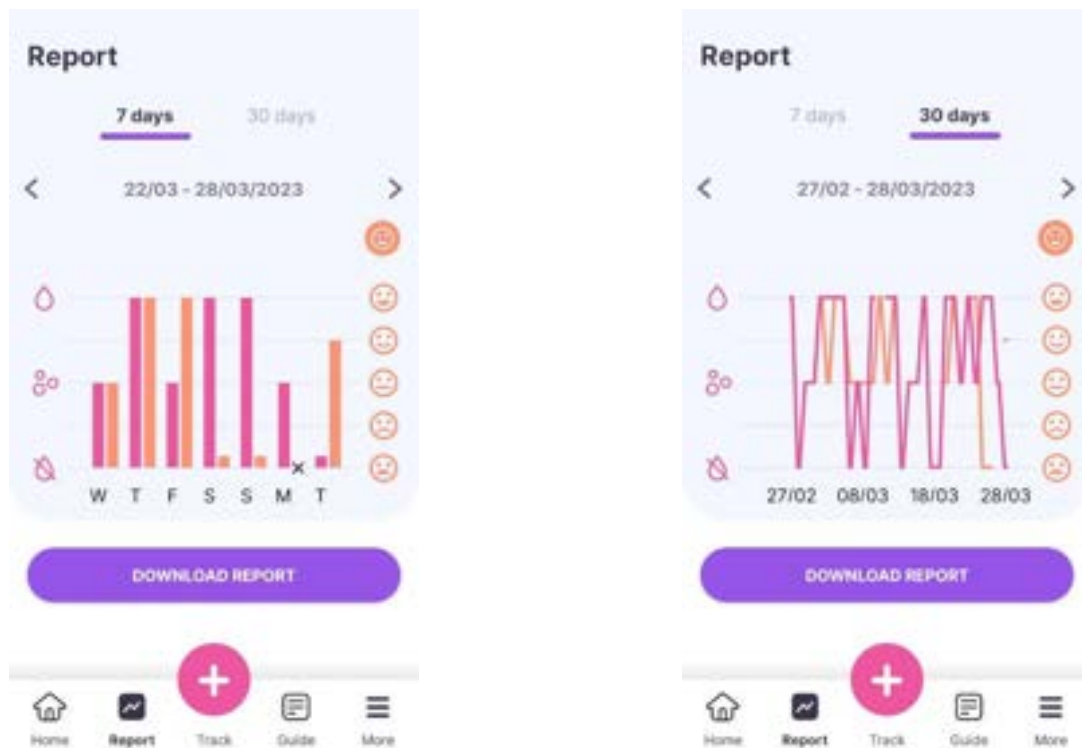 Report
7 days 30 days
22/03 - 28/03/2023
W T F S S M T
DOWNLOAD REPORT
Home Report Track Guide More
Report
7 days 30 days
27/02 - 28/03/2023
27/02 08/03 18/03 28/03
DOWNLOAD REPORT
Home Report Track Guide More